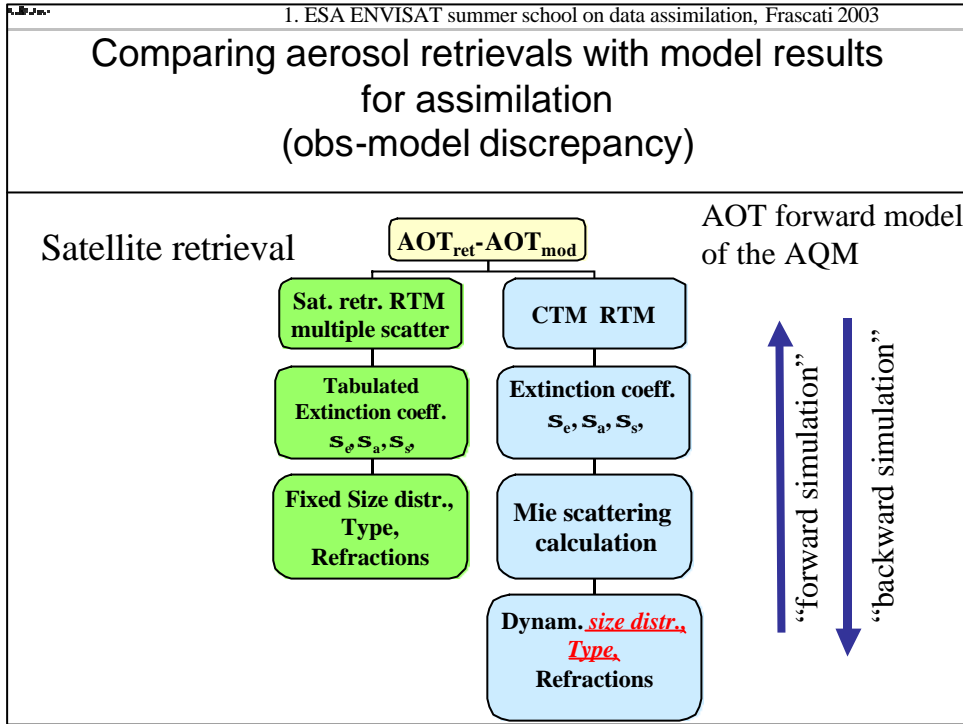 1. ESA ENVISAT summer school on data assimilation, Frascati 2003
Comparing aerosol retrievals with model results
for assimilation
(obs-model discrepancy)
Satellite retrieval
AOT forward model
of the AQM
AOTret-AOTmod
Sat. retr. RTM
multiple scatter
CTM RTM
Tabulated
Extinction coeff.
se,sa,ss,
Extinction coeff.
se,sa,ss,
Fixed Size distr.,
Type,
Refractions
Mie scattering
calculation
Dynam. size distr.,
Type,
Refractions
“forward simulation”
“backward simulation”